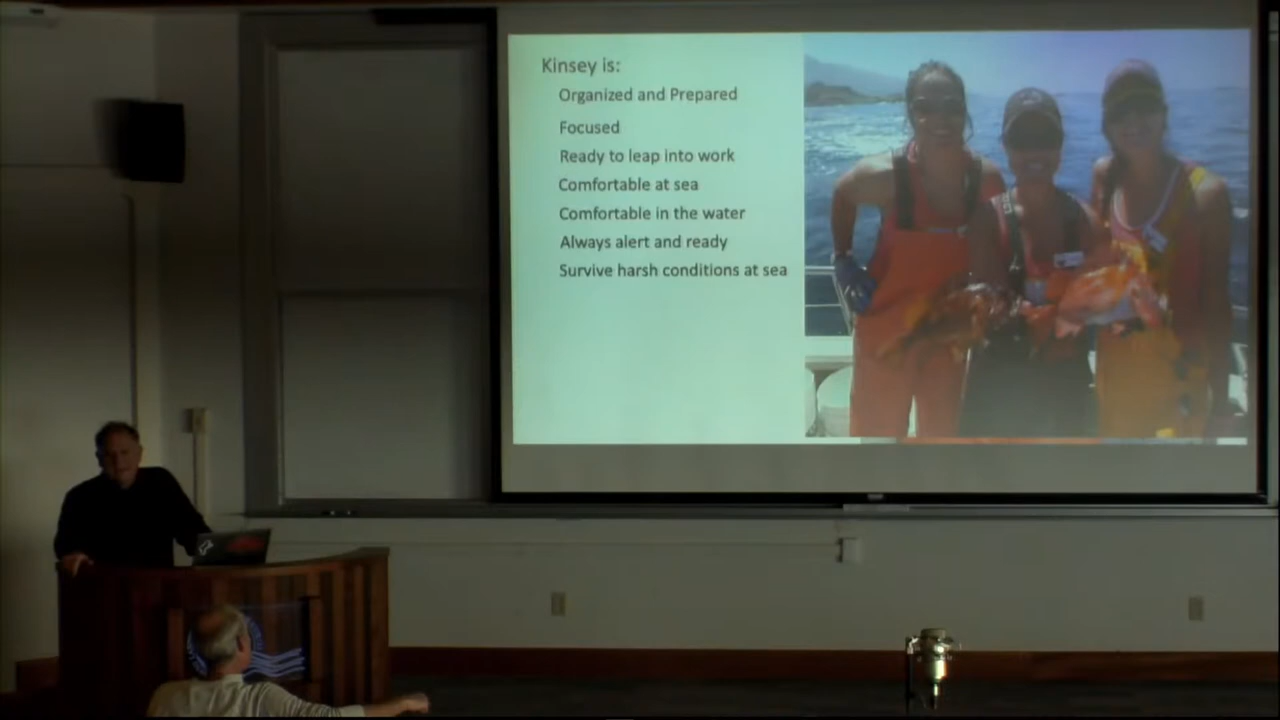 Kinsey is:
Organized and Prepared
Focused
Ready to leap into work
Comfortable at sea
Comfortable in the water
Always alert and ready
Survive harsh conditions at sea